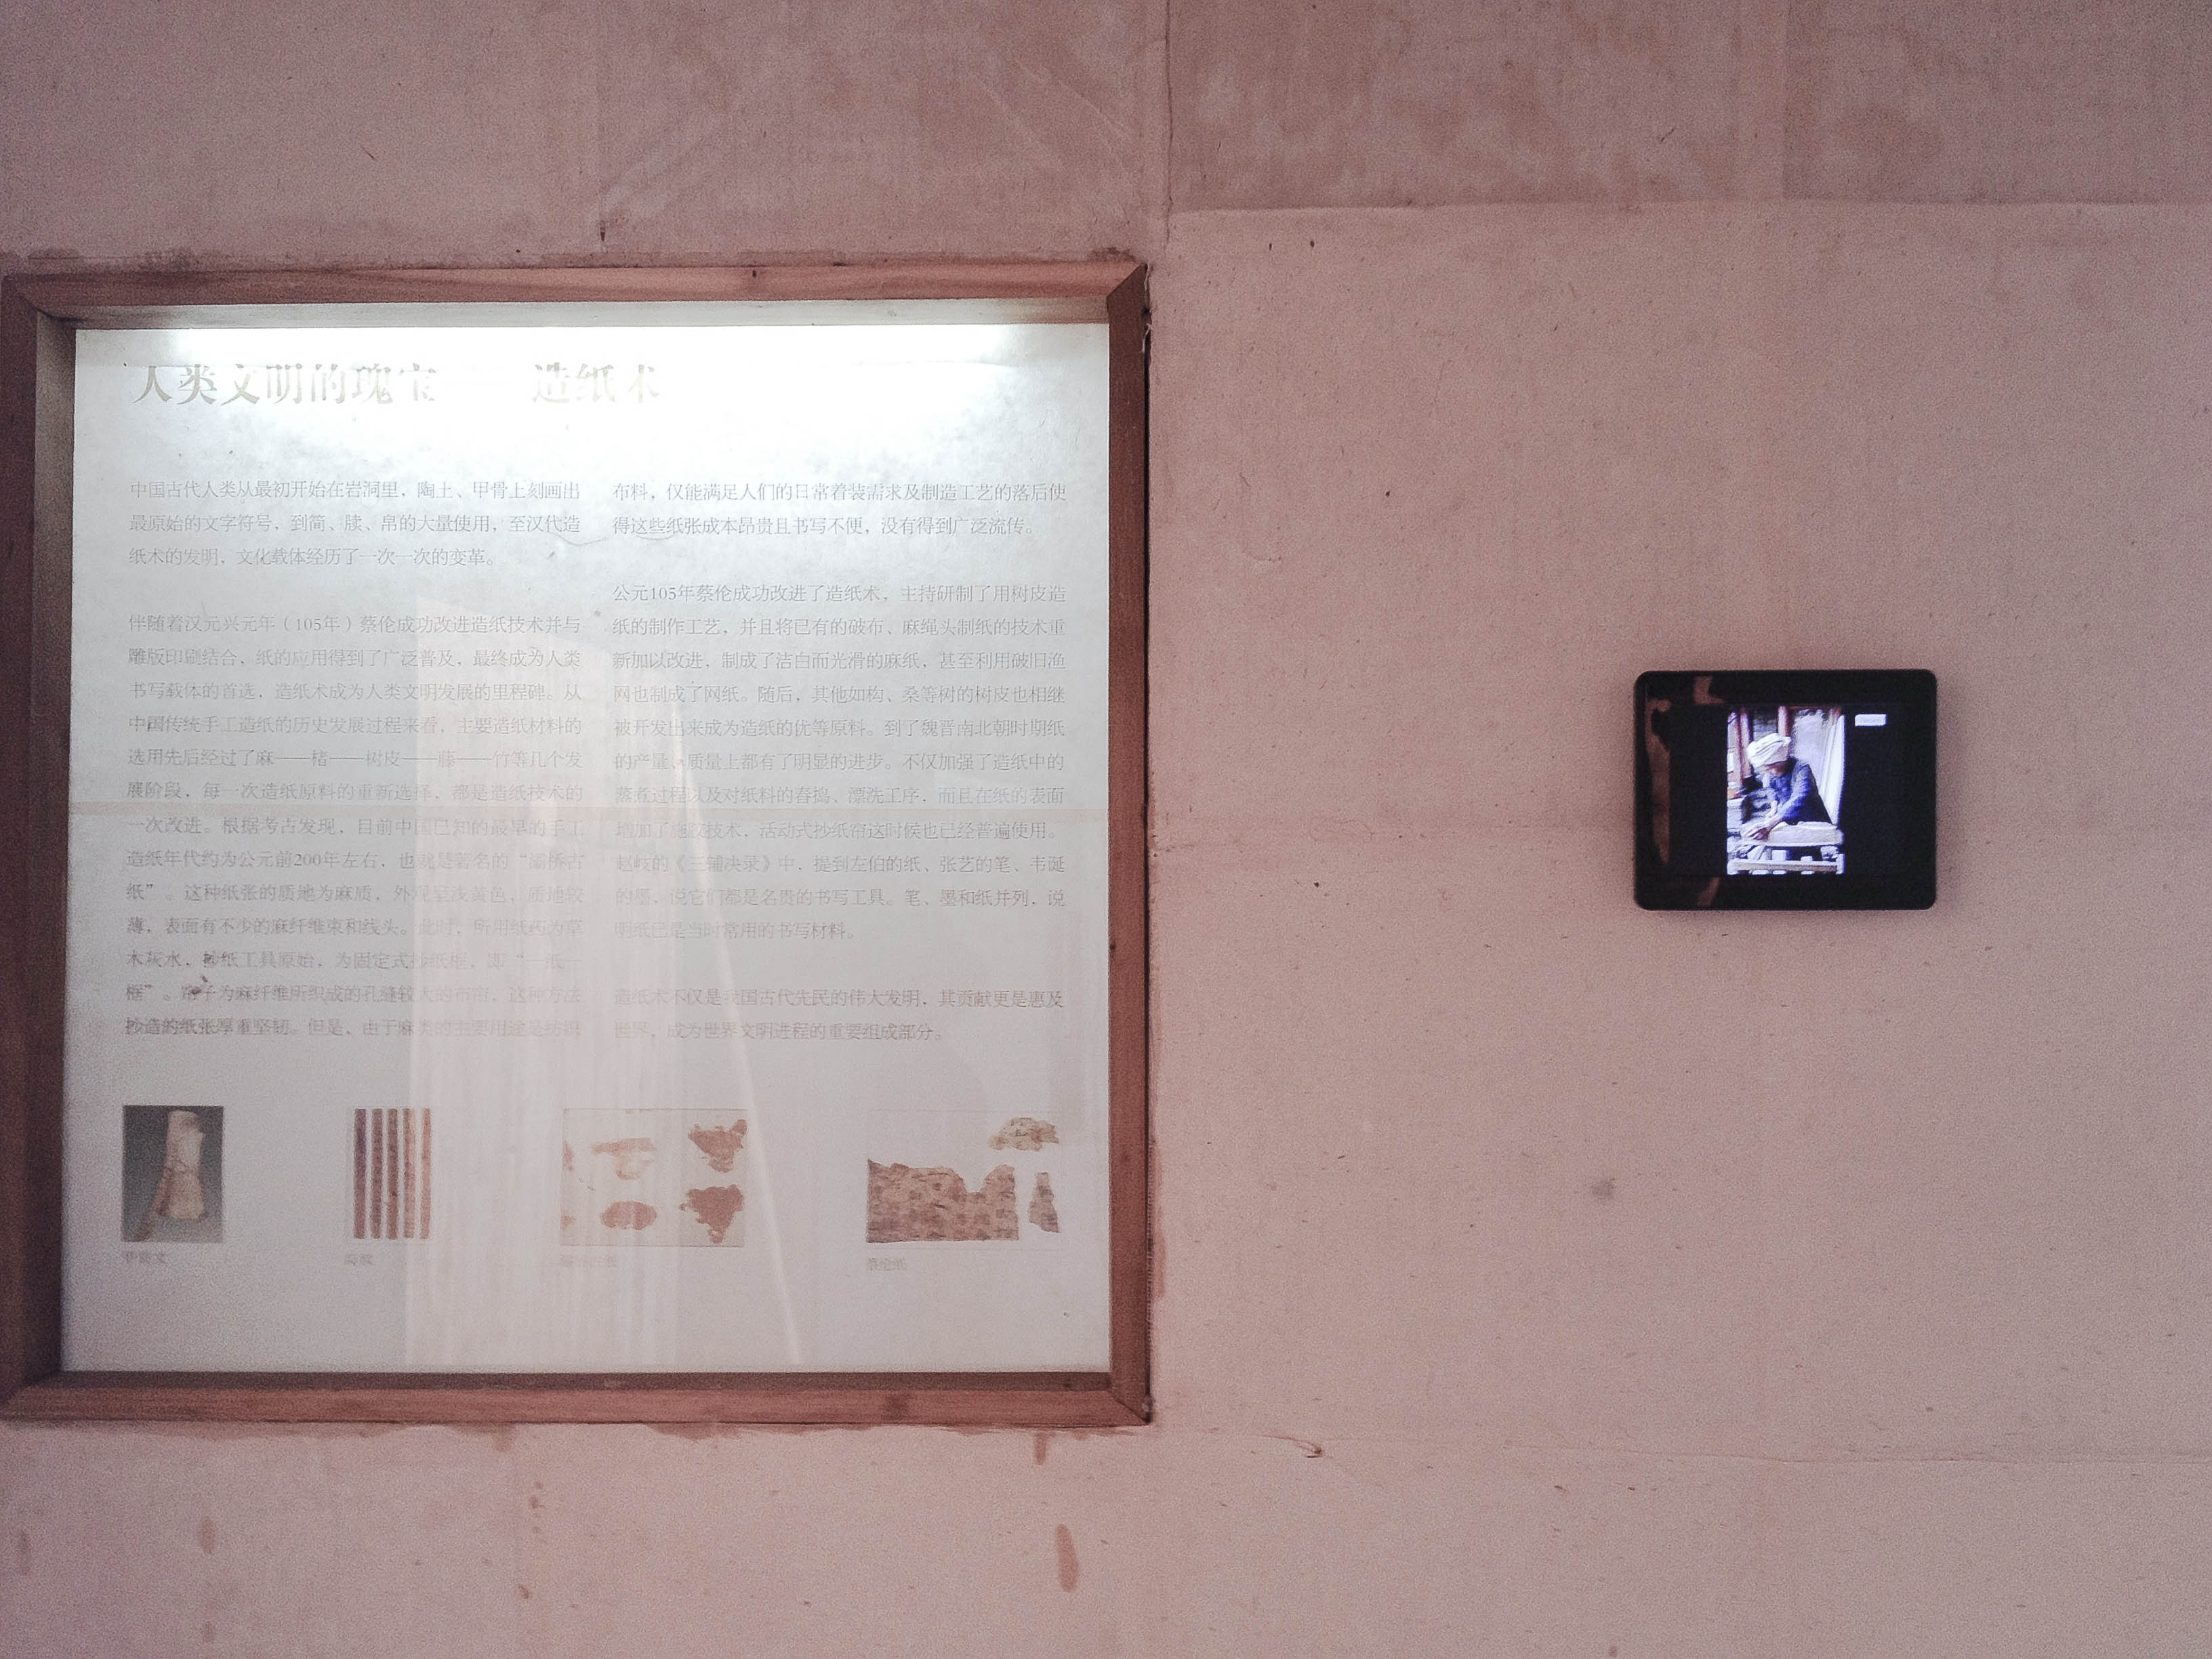 人类文明的瑰宝 造纸术
中国古代人类从最初开始在岩洞里，陶土、甲骨上刻画出
最原始的文字符号，到简、牍、帛的大量使用，至汉代造
纸术的发明，文化载体经历了一次一次的变革。
伴随着汉元兴元年（105年）蔡伦成功改进造纸技术并与
雕版印刷结合，纸的应用得到了广泛普及，最终成为人类
书写载体的首选，造纸术成为人类文明发展的里程碑。从
中国传统手工造纸的历史发展过程来看，主要造纸材料的
选用先后经过了麻——楮——树皮——藤——竹等几个发
展阶段，每一次造纸原料的重新选择，都是造纸技术的
一次改进。根据考古发现，目前中国已知的最早的手工
造纸年代约为公元前200年左右，也就是著名的“灞桥古
纸”。这种纸张的质地为麻质，外观呈浅黄色，质地较
薄，表面有不少的麻纤维束和线头。此时，所用纸药为草
木灰水，抄纸工具原始，为固定式抄纸框，即“一纸一
框”。帘子为麻纤维所织成的孔缝较大的布帘，这种方法
抄造的纸张厚重坚韧。但是、由于麻类的主要用途是纺织
布料，仅能满足人们的日常着装需求及制造工艺的落后使
得这些纸张成本昂贵且书写不便，没有得到广泛流传。
公元105年蔡伦成功改进了造纸术，主持研制了用树皮造
纸的制作工艺，并且将已有的破布、麻绳头制纸的技术重
新加以改进，制成了洁白而光滑的麻纸，甚至利用破旧渔
网也制成了网纸。随后，其他如构、桑等树的树皮也相继
被开发出来成为造纸的优等原料。到了魏晋南北朝时期纸
的产量、质量上都有了明显的进步。不仅加强了造纸中的
蒸煮过程以及对纸料的舂捣、漂洗工序，而且在纸的表面
增加了施胶技术，活动式抄纸帘这时候也已经普遍使用。
赵岐的《三辅决录》中，提到左伯的纸、张芝的笔、韦诞
的墨，说它们都是名贵的书写工具。笔、墨和纸并列，说
明纸已是当时常用的书写材料。
造纸术不仅是我国古代先民的伟大发明，其贡献更是惠及
世界，成为世界文明进程的重要组成部分。
甲骨文
蔡伦纸